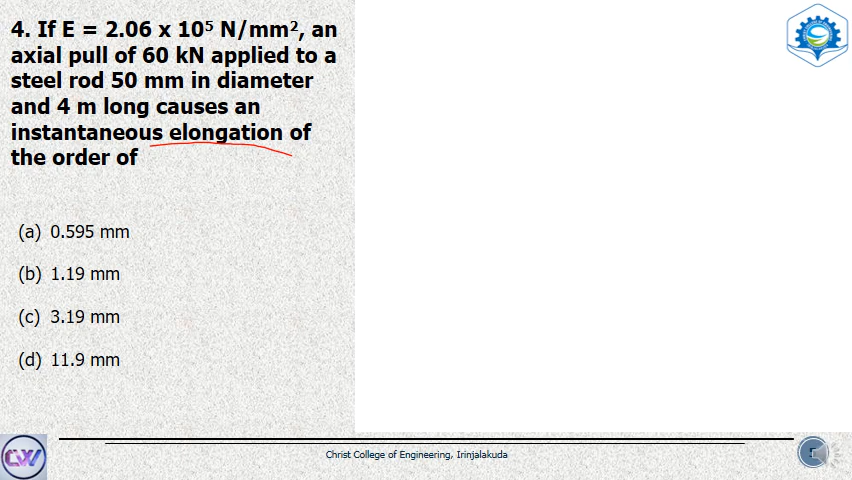 4. If E = 2.06 x 10⁵ N/mm², an
axial pull of 60 kN applied to a
steel rod 50 mm in diameter
and 4 m long causes an
instantaneous elongation of
the order of
(a) 0.595 mm
(b) 1.19 mm
(c) 3.19 mm
(d) 11.9 mm
CW
Christ College of Engineering, Irinjalakuda